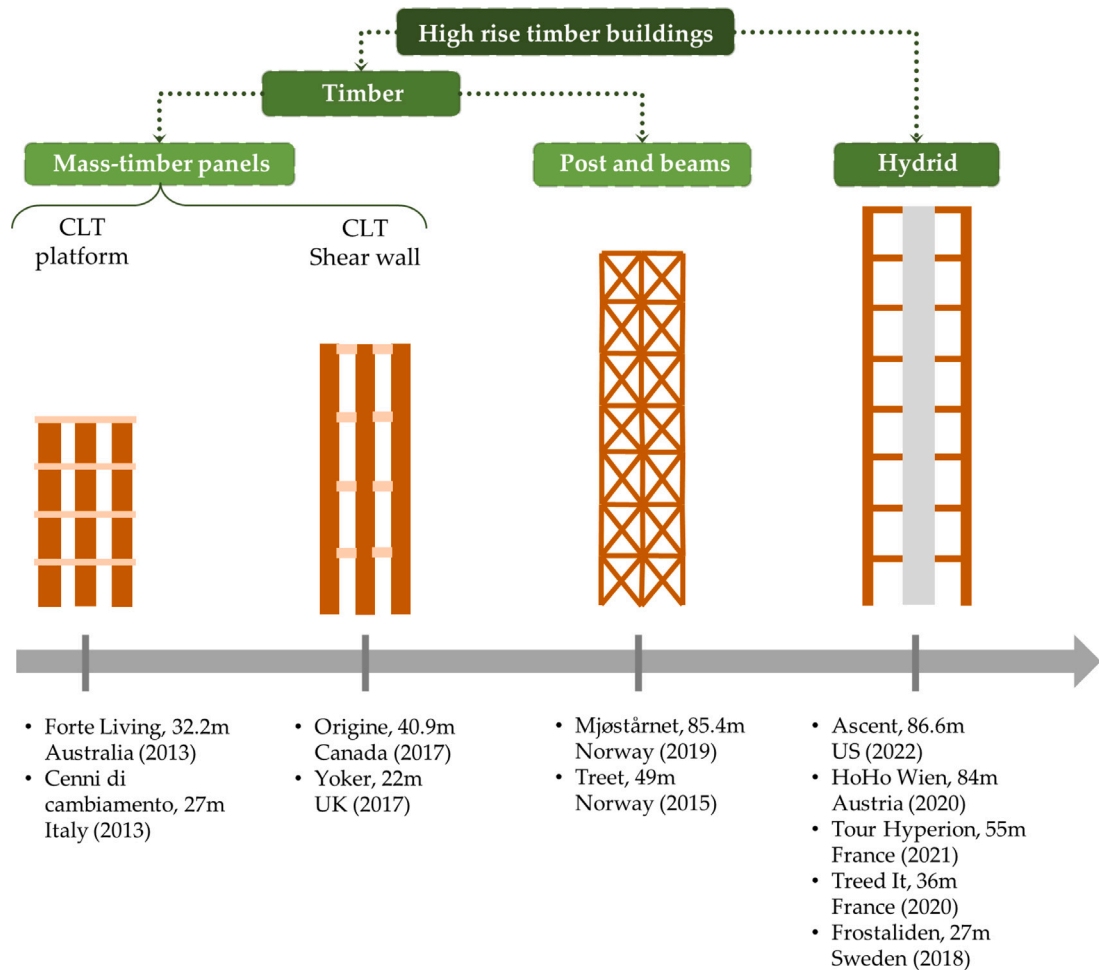 High rise timber buildings
Timber
Mass-timber panels
Post and beams
Hydrid
CLT
platform
CLT
Shear wall
• Forte Living, 32.2m
Australia (2013)
• Cenni di
cambiamento, 27m
Italy (2013)
• Origine, 40.9m
Canada (2017)
• Yoker, 22m
UK (2017)
• Mjøstårnet, 85.4m
Norway (2019)
• Treet, 49m
Norway (2015)
• Ascent, 86.6m
US (2022)
• HoHo Wien, 84m
Austria (2020)
• Tour Hyperion, 55m
France (2021)
• Treed It, 36m
France (2020)
• Frostaliden, 27m
Sweden (2018)